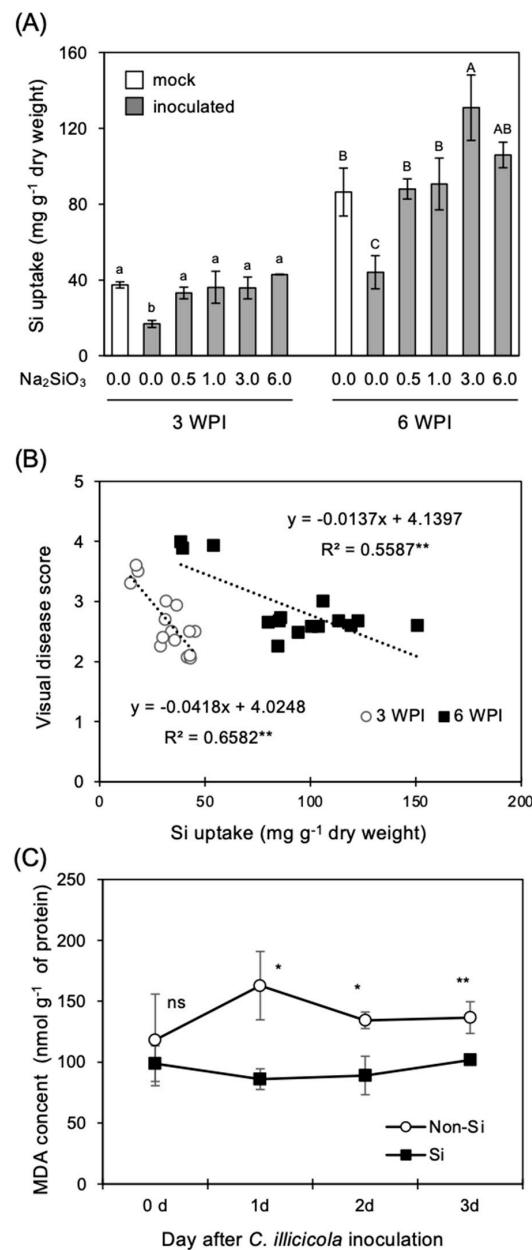 (A)
160
120
80
40
0
Si uptake (mg g⁻¹ dry weight)
mock
inoculated
a
b
a
a
a
a
B
C
B
B
A
AB
Na₂SiO₃ 0.0 0.0 0.5 1.0 3.0 6.0 0.0 0.0 0.5 1.0 3.0 6.0
3 WPI 6 WPI
(B)
5
4
3
2
1
0
Visual disease score
y = -0.0137x + 4.1397
R² = 0.5587**
y = -0.0418x + 4.0248
R² = 0.6582**
3 WPI 6 WPI
0 50 100 150 200
Si uptake (mg g⁻¹ dry weight)
(C)
250
200
150
100
50
0
MDA concent (nmol g⁻¹ of protein)
ns
*
*
**
Non-Si
Si
0 d 1d 2d 3d
Day after C. illicicola inoculation